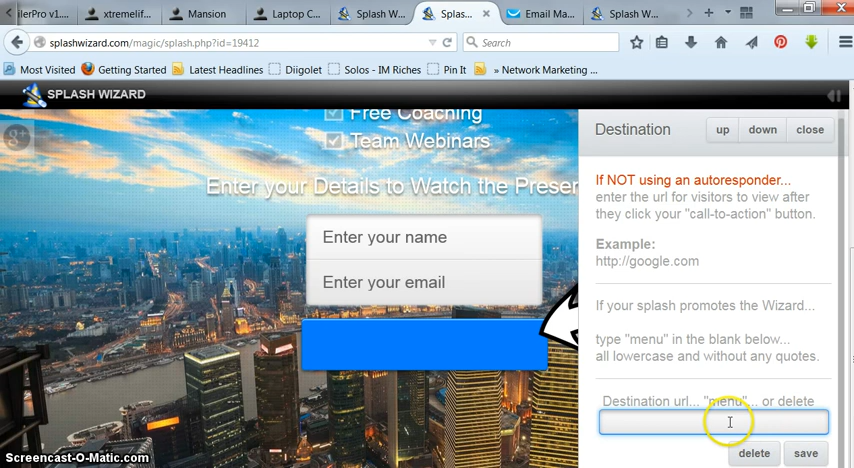 ilerPro v1...
xtremelif...
Mansion
Laptop C...
Splash W...
Splas...
Email Ma...
Splash W...
splashwizard.com/magic/splash.php?id=19412
Search
Most Visited
Getting Started
Latest Headlines
Diigolet
Solos - IM Riches
Pin It
» Network Marketing ...
SPLASH WIZARD
g+
Free Coaching
Team Webinars
Enter your Details to Watch the Presen
Enter your name
Enter your email
Destination
up
down
close
If NOT using an autoresponder...
enter the url for visitors to view after
they click your "call-to-action" button.
Example:
http://google.com
If your splash promotes the Wizard...
type "menu" in the blank below...
all lowercase and without any quotes.
Destination url... "menu"... or delete
delete
save
Screencast-O-Matic.com